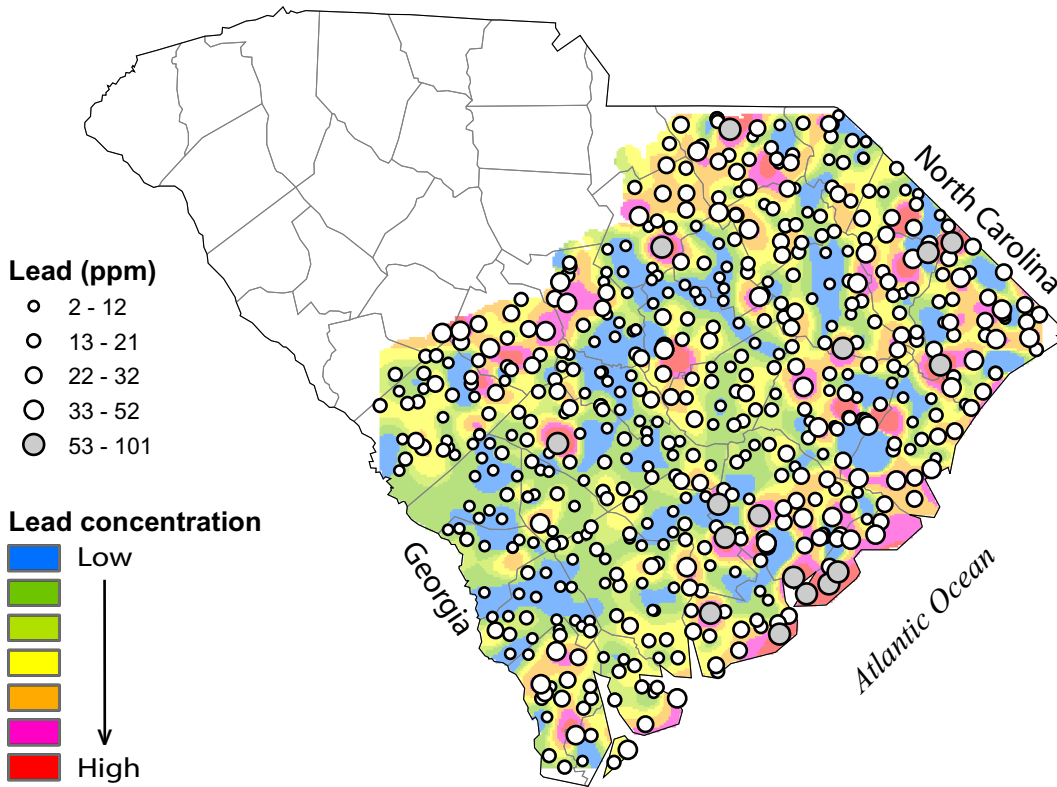 North Carolina
Lead (ppm)
2 - 12
13 - 21
22 - 32
33 - 52
53 - 101
Lead concentration
Low
High
Georgia
Atlantic Ocean